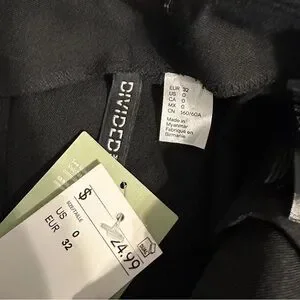 DIVIDED
EUR 32
US 0
CA 0
MX 0
CN 160/60A
Made in
Myanmar
Fabriqué en
Birmanie
$
24.99
US 0
EUR 32